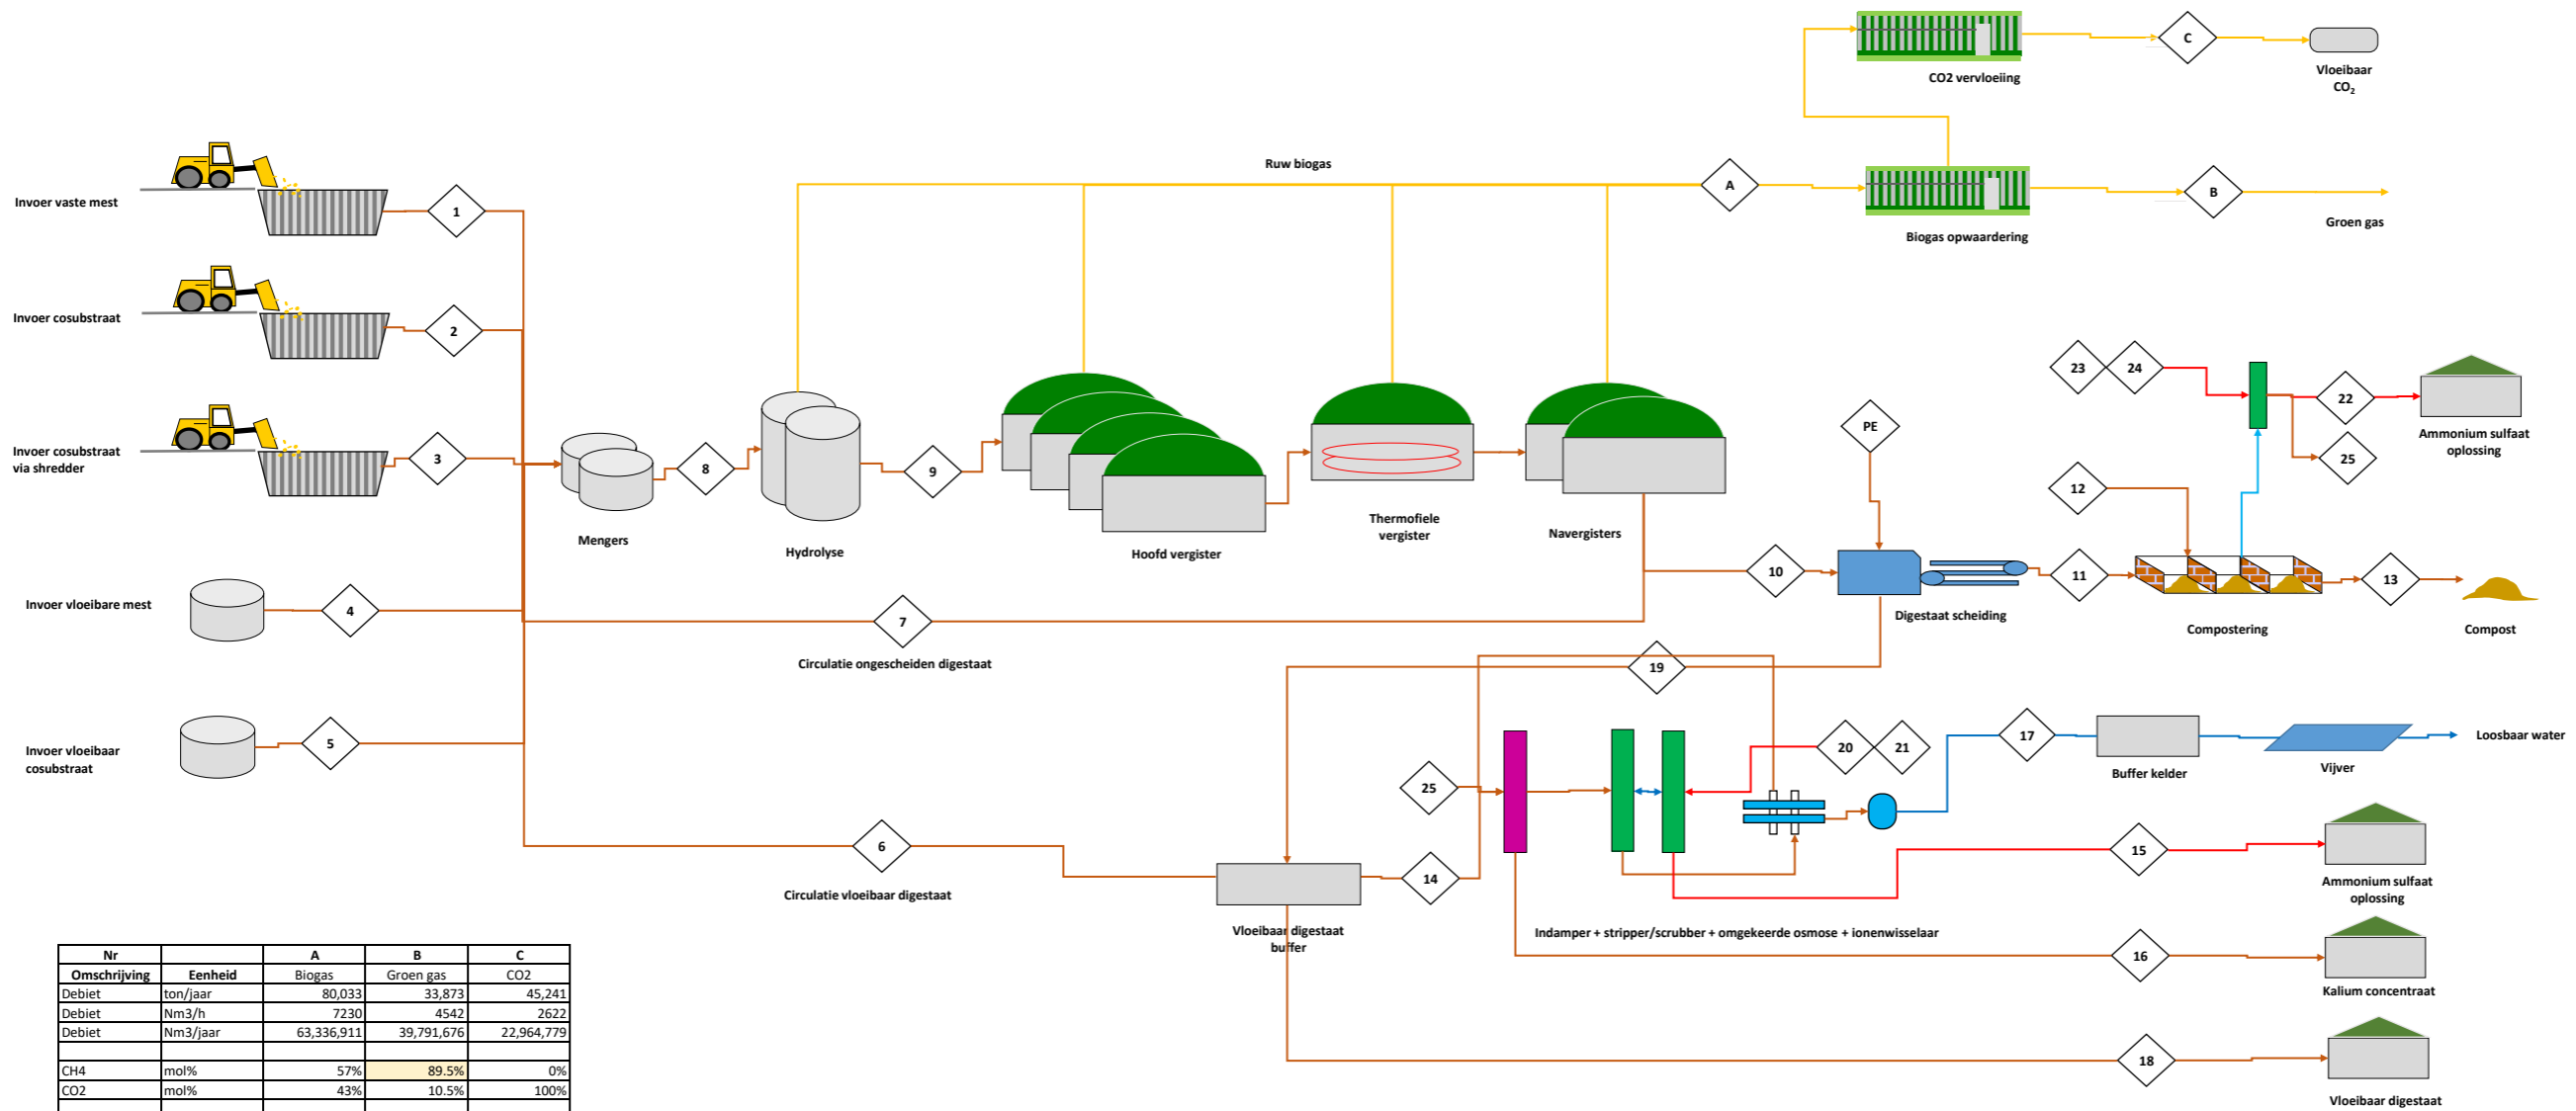 C
CO2 vervloeiing
Vloeibaar
CO2
Ruw biogas
A
B
Biogas opwaardering
Groen gas
Invoer vaste mest
1
Invoer cosubstraat
2
Invoer cosubstraat
via shredder
3
Mengers
8
Hydrolyse
9
Hoofd vergister
Thermofiele
vergister
Navergisters
PE
23
24
22
25
Ammonium sulfaat
oplossing
12
10
11
13
Digestaat scheiding
Compostering
Compost
Invoer vloeibare mest
4
7
Circulatie ongescheiden digestaat
19
Invoer vloeibaar
cosubstraat
5
25
20
21
17
Buffer kelder
Vijver
Loosbaar water
6
Circulatie vloeibaar digestaat
14
15
Ammonium sulfaat
oplossing
Vloeibaar digestaat
buffer
Indamper + stripper/scrubber + omgekeerde osmose + ionenwisselaar
16
Kalium concentraat
18
Vloeibaar digestaat
Nr A B C
Omschrijving Eenheid Biogas Groen gas CO2
Debiet ton/jaar 80,033 33,873 45,241
Debiet Nm3/h 7230 4542 2622
Debiet Nm3/jaar 63,336,911 39,791,676 22,964,779
CH4 mol% 57% 89.5% 0%
CO2 mol% 43% 10.5% 100%